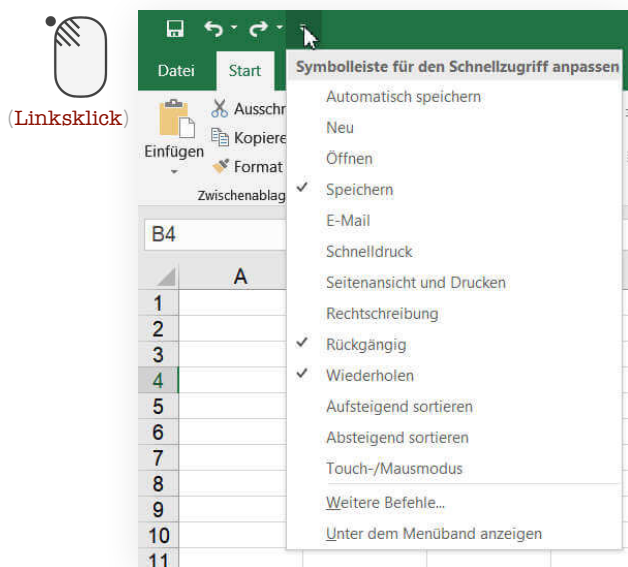 (Linksklick)
Datei Start
Symbolleiste für den Schnellzugriff anpassen
Automatisch speichern
Neu
Öffnen
Speichern
E-Mail
Schnelldruck
Seitenansicht und Drucken
Rechtschreibung
Rückgängig
Wiederholen
Aufsteigend sortieren
Absteigend sortieren
Touch-/Mausmodus
Weitere Befehle...
Unter dem Menüband anzeigen
Ausschn
Kopiere
Einfügen
Format
Zwischenablag
B4
A
1
2
3
4
5
6
7
8
9
10
11